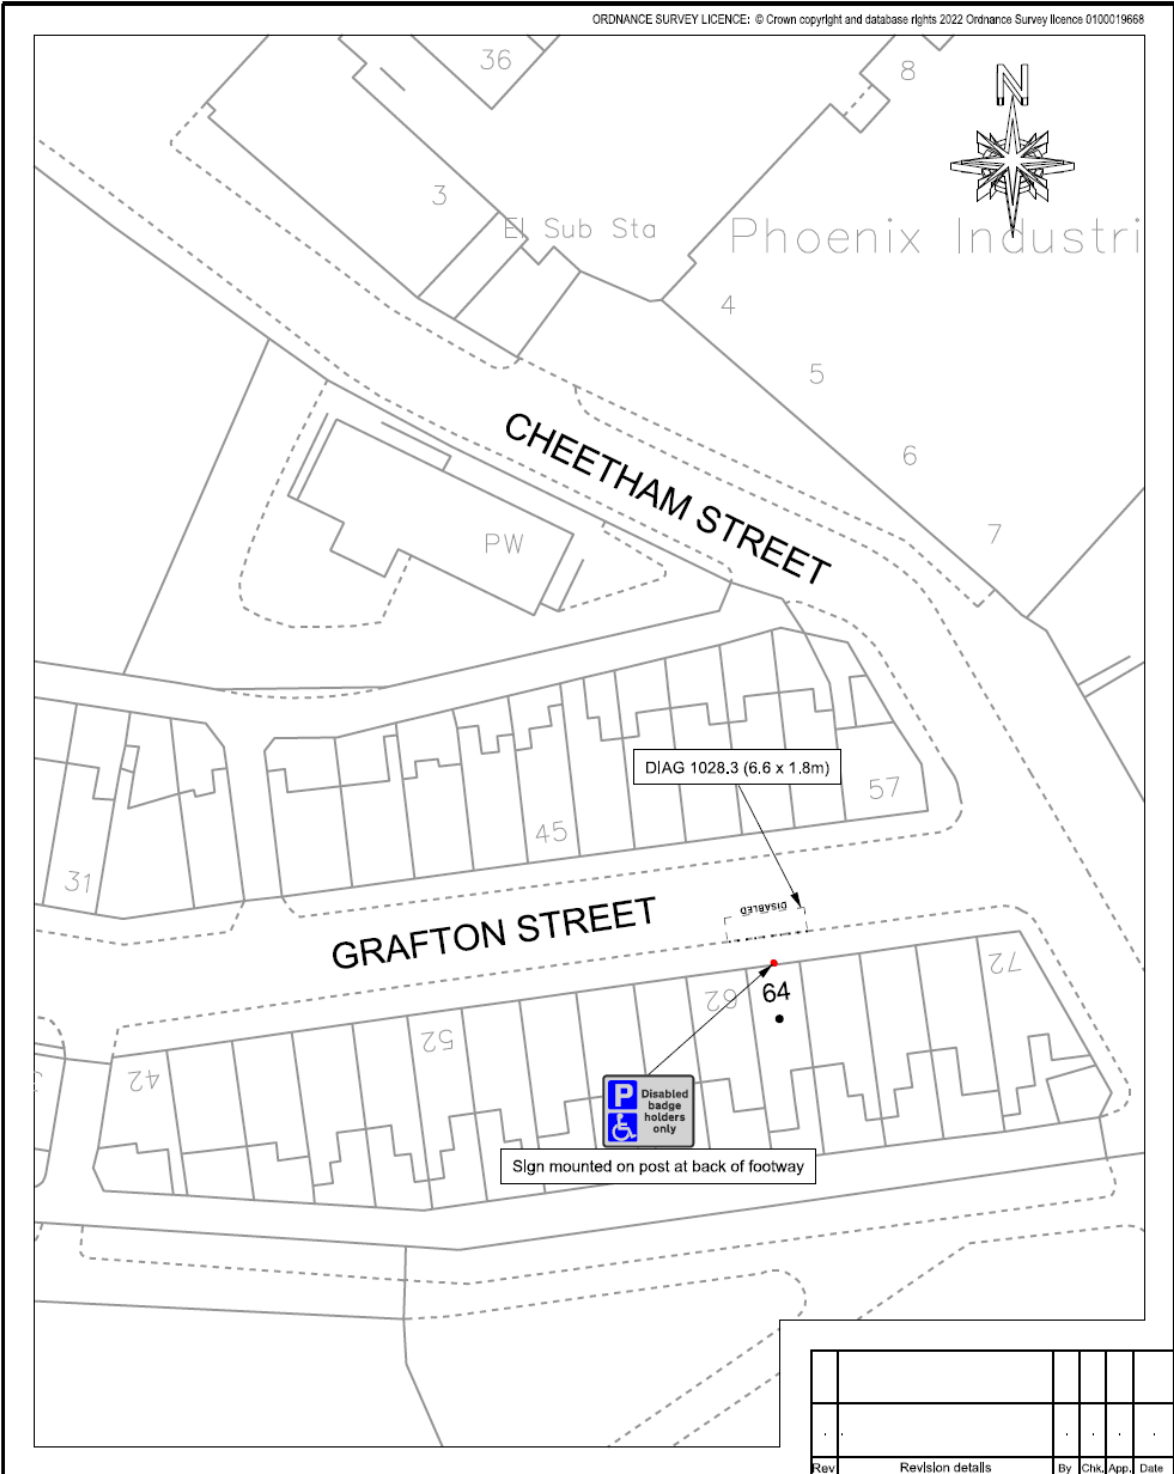 ORDNANCE SURVEY LICENCE: © Crown copyright and database rights 2022 Ordnance Survey licence 0100019668
36
8
N
3
El Sub Sta
Phoenix Industri
4
5
6
7
CHEETHAM STREET
PW
DIAG 1028.3 (6.6 x 1.8m)
57
45
31
DISABLED
GRAFTON STREET
72
62
64
52
42
P
Disabled
badge
holders
only
Sign mounted on post at back of footway
Rev
Revision details
By
Chk.
App.
Date